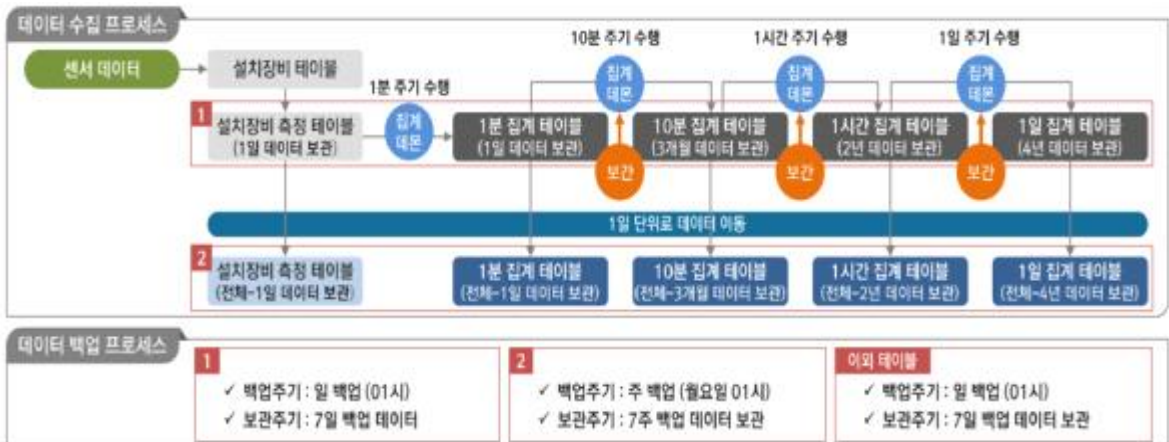 데이터 수집 프로세스
10분 주기 수행
1시간 주기 수행
1일 주기 수행
센서 데이터
설치장비 테이블
1분 주기 수행
집계
데몬
집계
데몬
집계
데몬
1
설치장비 측정 테이블
(1일 데이터 보관)
집계
데몬
1분 집계 테이블
(1일 데이터 보관)
10분 집계 테이블
(3개월 데이터 보관)
1시간 집계 테이블
(2년 데이터 보관)
1일 집계 테이블
(4년 데이터 보관)
보간
보간
보간
1일 단위로 데이터 이동
2
설치장비 측정 테이블
(전체-1일 데이터 보관)
1분 집계 테이블
(전체-1일 데이터 보관)
10분 집계 테이블
(전체-3개월 데이터 보관)
1시간 집계 테이블
(전체-2년 데이터 보관)
1일 집계 테이블
(전체-4년 데이터 보관)
데이터 백업 프로세스
1
✓ 백업주기 : 일 백업 (01시)
✓ 보관주기 : 7일 백업 데이터
2
✓ 백업주기 : 주 백업 (월요일 01시)
✓ 보관주기 : 7주 백업 데이터 보관
이외 테이블
✓ 백업주기 : 일 백업 (01시)
✓ 보관주기 : 7일 백업 데이터 보관